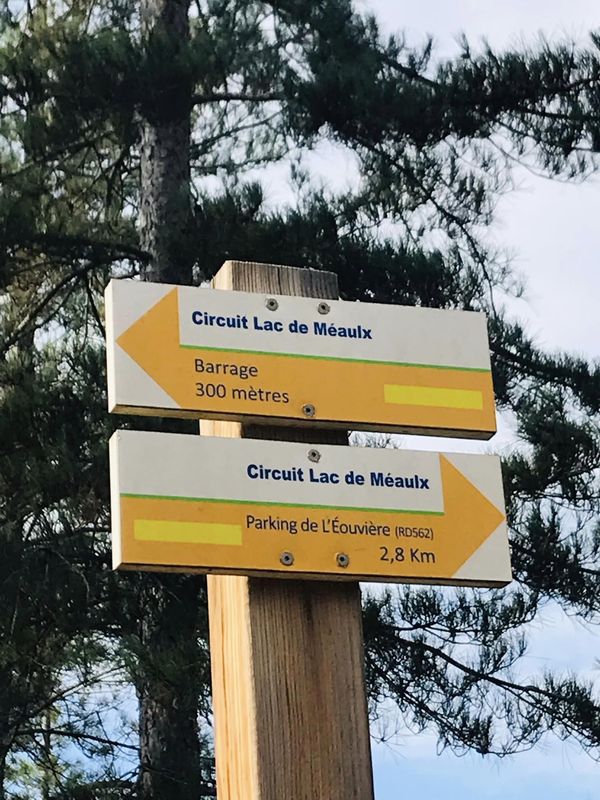 Circuit Lac de Méaulx
Barrage
300 mètres
Circuit Lac de Méaulx
Parking de L'Éouvière (RD562)
2,8 Km